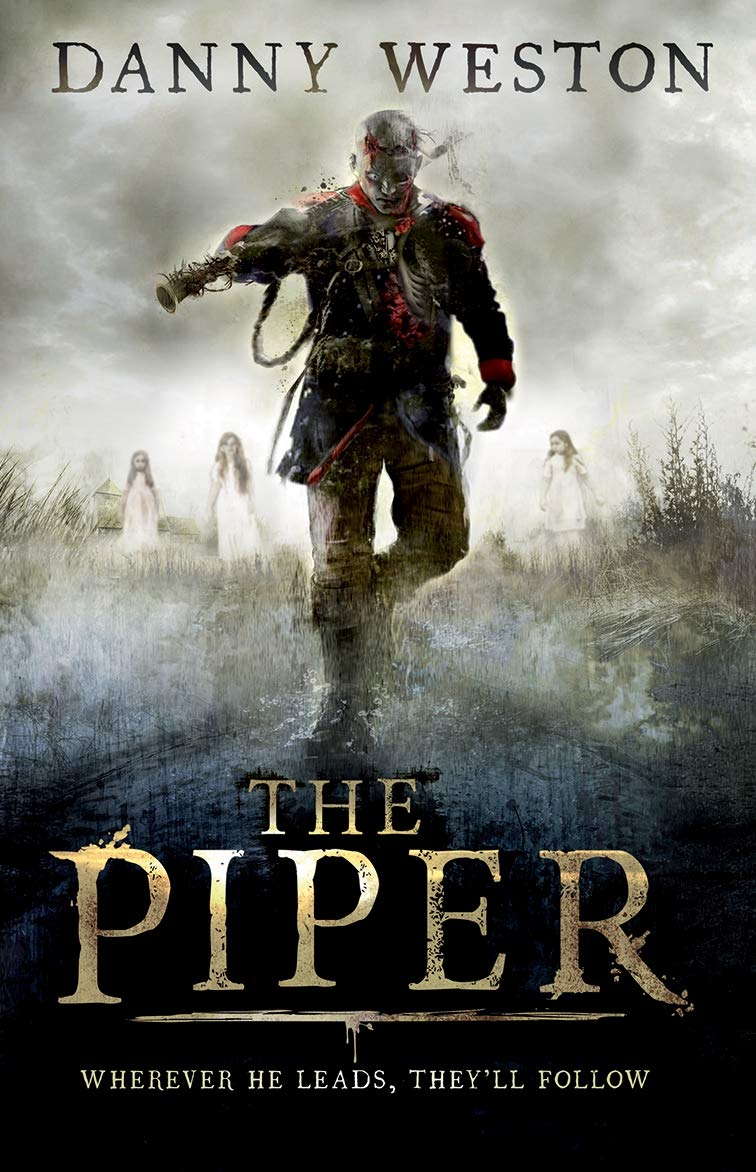 DANNY WESTON
THE
PIPER
WHEREVER HE LEADS, THEY'LL FOLLOW